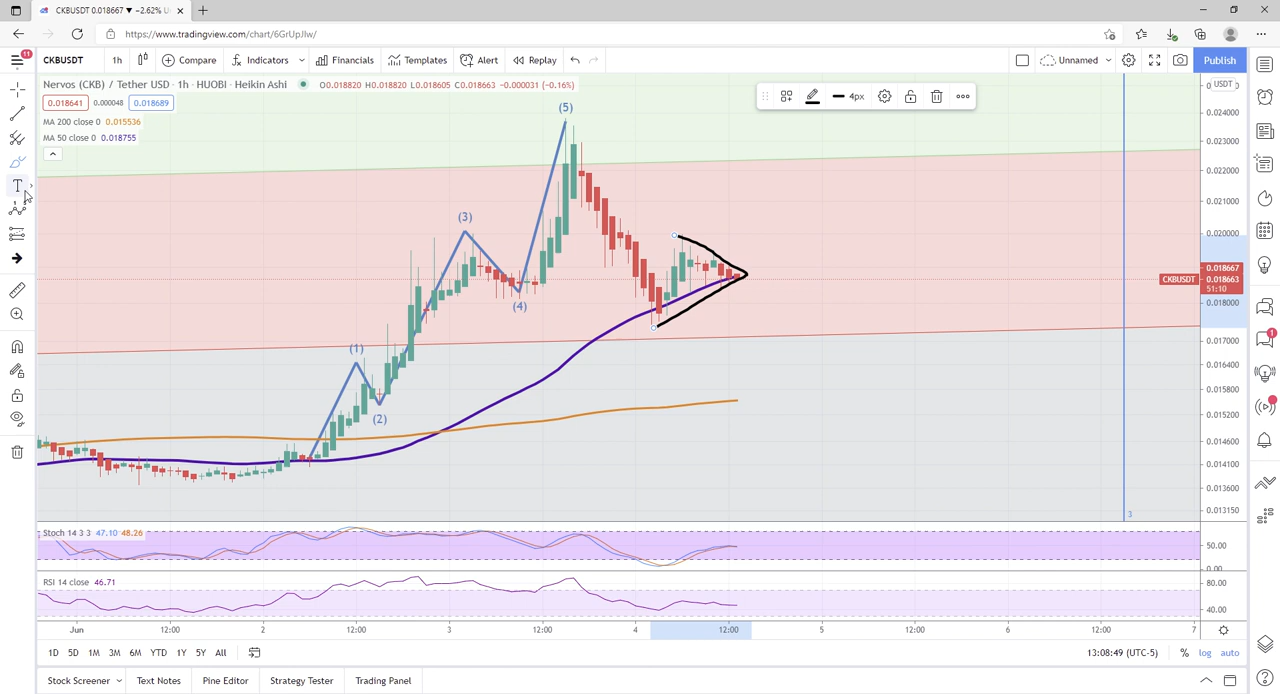 CKBUSDT 0.018667 ▼ −2.62% U
https://www.tradingview.com/chart/6GrUpJIw/
11
CKBUSDT 1h Compare Indicators Financials Templates Alert Replay Unnamed Publish
Nervos (CKB) / Tether USD · 1h · HUOBI · Heikin Ashi O0.018820 H0.018820 L0.018605 C0.018663 −0.000031 (−0.16%)
0.018641 0.000048 0.018689
MA 200 close 0 0.015536
MA 50 close 0 0.018755
4px
USDT
T
(5)
(3)
(4)
(1)
(2)
0.024000
0.023000
0.022000
0.021000
0.020000
0.018667
CKBUSDT 0.018663
51:10
0.018000
0.017000
0.016400
0.015800
0.015200
0.014600
0.014100
0.013600
0.013150
3
1
Stoch 14 3 3 47.10 48.26
50.00
0.00
RSI 14 close 46.71
80.00
40.00
Jun 12:00 2 12:00 3 12:00 4 12:00 5 12:00 6 12:00 7
1D 5D 1M 3M 6M YTD 1Y 5Y All 13:08:49 (UTC-5) % log auto
Stock Screener Text Notes Pine Editor Strategy Tester Trading Panel